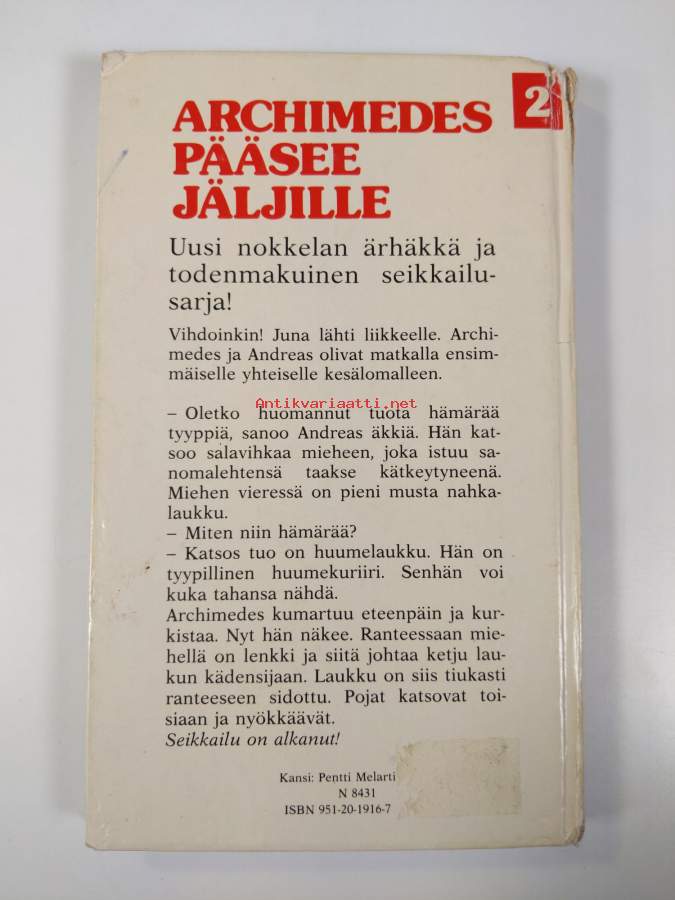 ARCHIMEDES
2
PÄÄSEE
JÄLJILLE
Uusi nokkelan ärhäkkä ja
todenmakuinen seikkailu-
sarja!
Vihdoinkin! Juna lähti liikkeelle. Archi-
medes ja Andreas olivat matkalla ensim-
mäiselle yhteiselle kesälomalleen.
Antikvariaatti.net
– Oletko huomannut tuota hämärää
tyyppiä, sanoo Andreas äkkiä. Hän kat-
soo salavihkaa mieheen, joka istuu sa-
nomalehtensä taakse kätkeytyneenä.
Miehen vieressä on pieni musta nahka-
laukku.
– Miten niin hämärää?
– Katsos tuo on huumelaukku. Hän on
tyypillinen huumekuriiri. Senhän voi
kuka tahansa nähdä.
Archimedes kumartuu eteenpäin ja kur-
kistaa. Nyt hän näkee. Ranteessaan mie-
hellä on lenkki ja siitä johtaa ketju lau-
kun kädensijaan. Laukku on siis tiukasti
ranteeseen sidottu. Pojat katsovat toi-
siaan ja nyökkäävät.
Seikkailu on alkanut!
Kansi: Pentti Melarti
N 8431
ISBN 951-20-1916-7